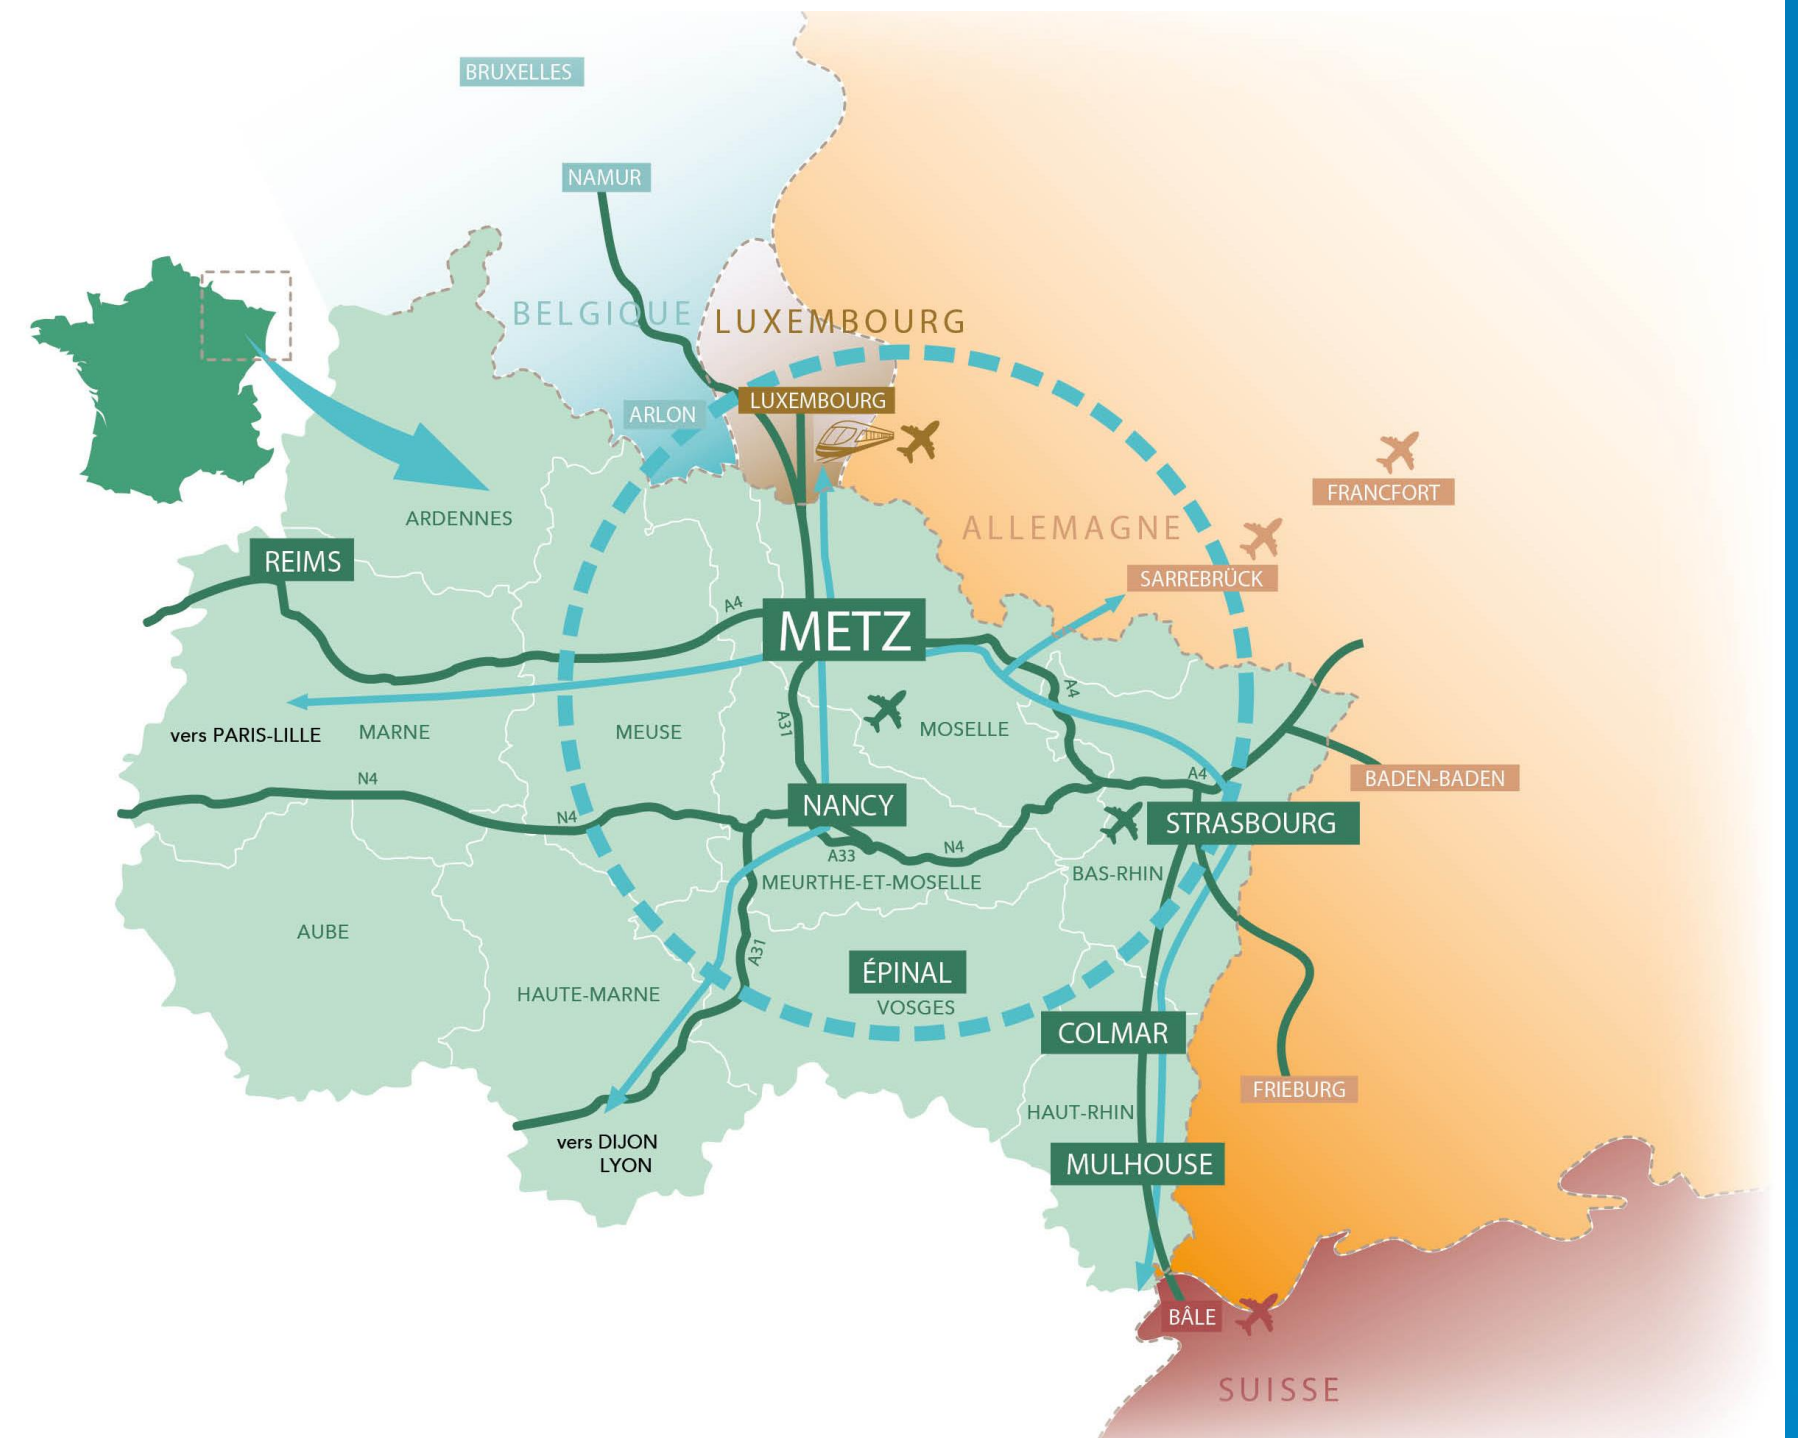 BRUXELLES
NAMUR
BELGIQUE
LUXEMBOURG
LUXEMBOURG
ARLON
FRANCFORT
ARDENNES
ALLEMAGNE
REIMS
SARREBRÜCK
A4
METZ
A4
A31
MOSELLE
vers PARIS-LILLE
MARNE
MEUSE
N4
A4
BADEN-BADEN
NANCY
N4
STRASBOURG
A33
N4
BAS-RHIN
MEURTHE-ET-MOSELLE
AUBE
A31
ÉPINAL
HAUTE-MARNE
VOSGES
COLMAR
FRIEBURG
HAUT-RHIN
vers DIJON
LYON
MULHOUSE
BÂLE
SUISSE